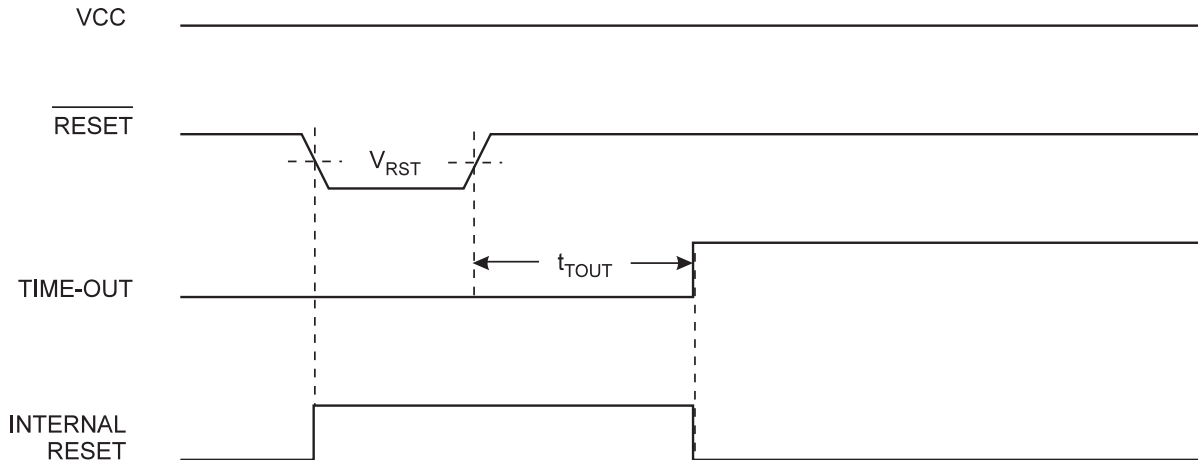 VCC
RESET
VRST
tTOUT
TIME-OUT
INTERNAL
RESET